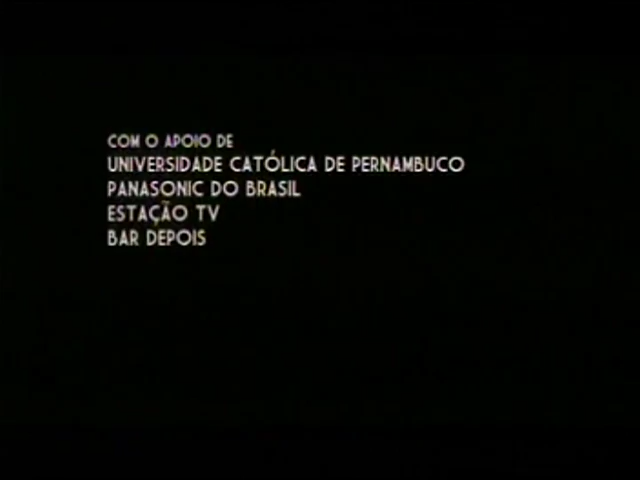 COM O APOIO DE
UNIVERSIDADE CATÓLICA DE PERNAMBUCO
PANASONIC DO BRASIL
ESTAÇÃO TV
BAR DEPOIS